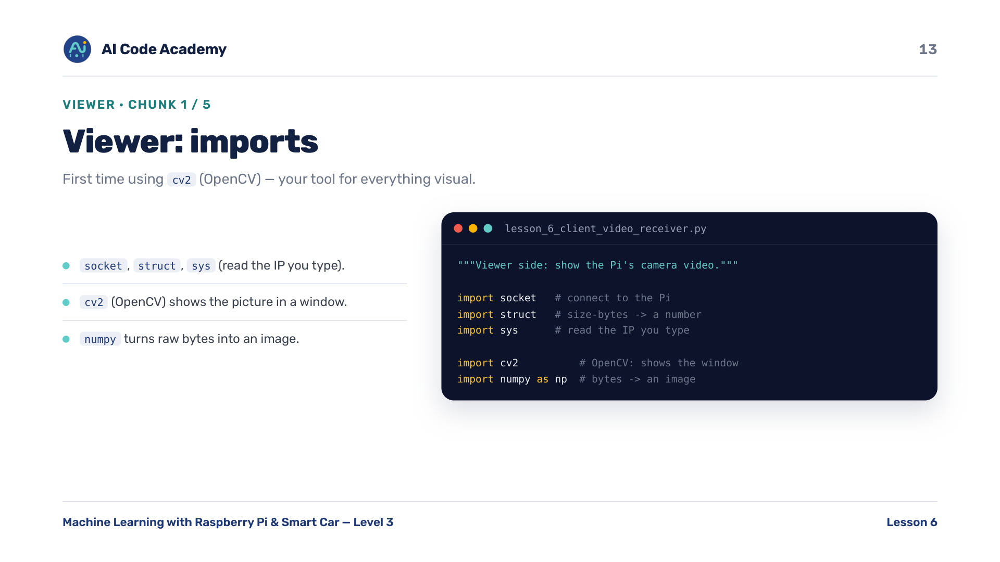 AI Code Academy
13
VIEWER • CHUNK 1 / 5
Viewer: imports
First time using cv2 (OpenCV) — your tool for everything visual.
socket, struct, sys (read the IP you type).
cv2 (OpenCV) shows the picture in a window.
numpy turns raw bytes into an image.
lesson_6_client_video_receiver.py
"""Viewer side: show the Pi's camera video."""
import socket   # connect to the Pi
import struct   # size-bytes -> a number
import sys      # read the IP you type
import cv2          # OpenCV: shows the window
import numpy as np  # bytes -> an image
Machine Learning with Raspberry Pi & Smart Car — Level 3
Lesson 6